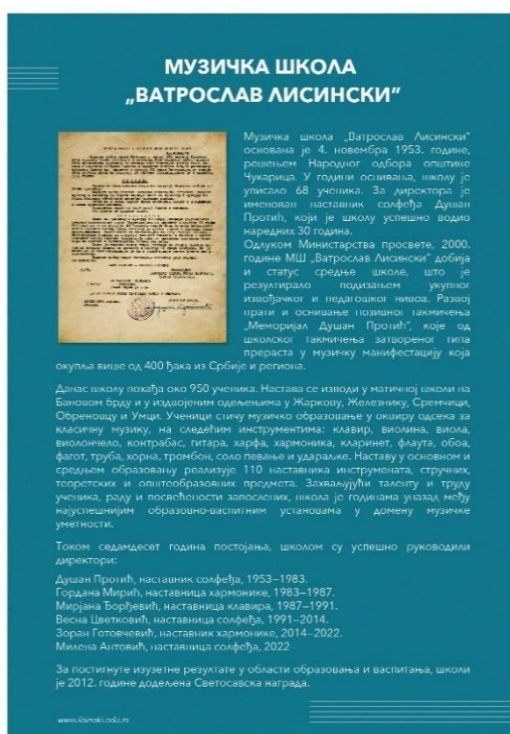 МУЗИЧКА ШКОЛА
„ВАТРОСЛАВ ЛИСИНСКИ”
Музичка школа „Ватрослав Лисински”
основана је 4. новембра 1953. године,
решењем Народног одбора општине
Чукарица. У години оснивања, школу је
уписало 68 ученика. За директора је
именован наставник солфеђа Душан
Протић, који је школу успешно водио
наредних 30 година.
Одлуком Министарства просвете, 2000.
године МШ „Ватрослав Лисински” добија
и статус средње школе, што је
резултирало подизањем укупног
извођачког и педагошког нивоа. Развој
прати и оснивање позивног такмичења
„Меморијал Душан Протић”, које од
школског такмичења затвореног типа
прераста у музичку манифестацију која
окупља више од 400 ђака из Србије и региона.
Данас школу похађа око 950 ученика. Настава се изводи у матичној школи на
Бановом брду и у издвојеним одељењима у Жаркову, Железнику, Сремчици,
Обреновцу и Умци. Ученици стичу музичко образовање у оквиру одсека за
класичну музику, на следећим инструментима: клавир, виолина, виола,
виолончело, контрабас, гитара, харфа, хармоника, кларинет, флаута, обоа,
фагот, труба, хорна, тромбон, соло певање и удараљке. Наставу у основном и
средњем образовању реализује 110 наставника инструмената, стручних,
теоретских и општеобразовних предмета. Захваљујући таленту и труду
ученика, раду и посвећености запослених, школа је годинама уназад међу
најуспешнијим образовно-васпитним установама у домену музичке
уметности.
Током седамдесет година постојања, школом су успешно руководили
директори:
Душан Протић, наставник солфеђа, 1953–1983.
Гордана Мирић, наставница хармонике, 1983–1987.
Мирјана Ђорђевић, наставница клавира, 1987–1991.
Весна Цветковић, наставница солфеђа, 1991–2014.
Зоран Готовчевић, наставник хармонике, 2014–2022.
Милена Антовић, наставница солфеђа, 2022–
За постигнуте изузетне резултате у области образовања и васпитања, школи
је 2012. године додељена Светосавска награда.
www.lisinski.edu.rs